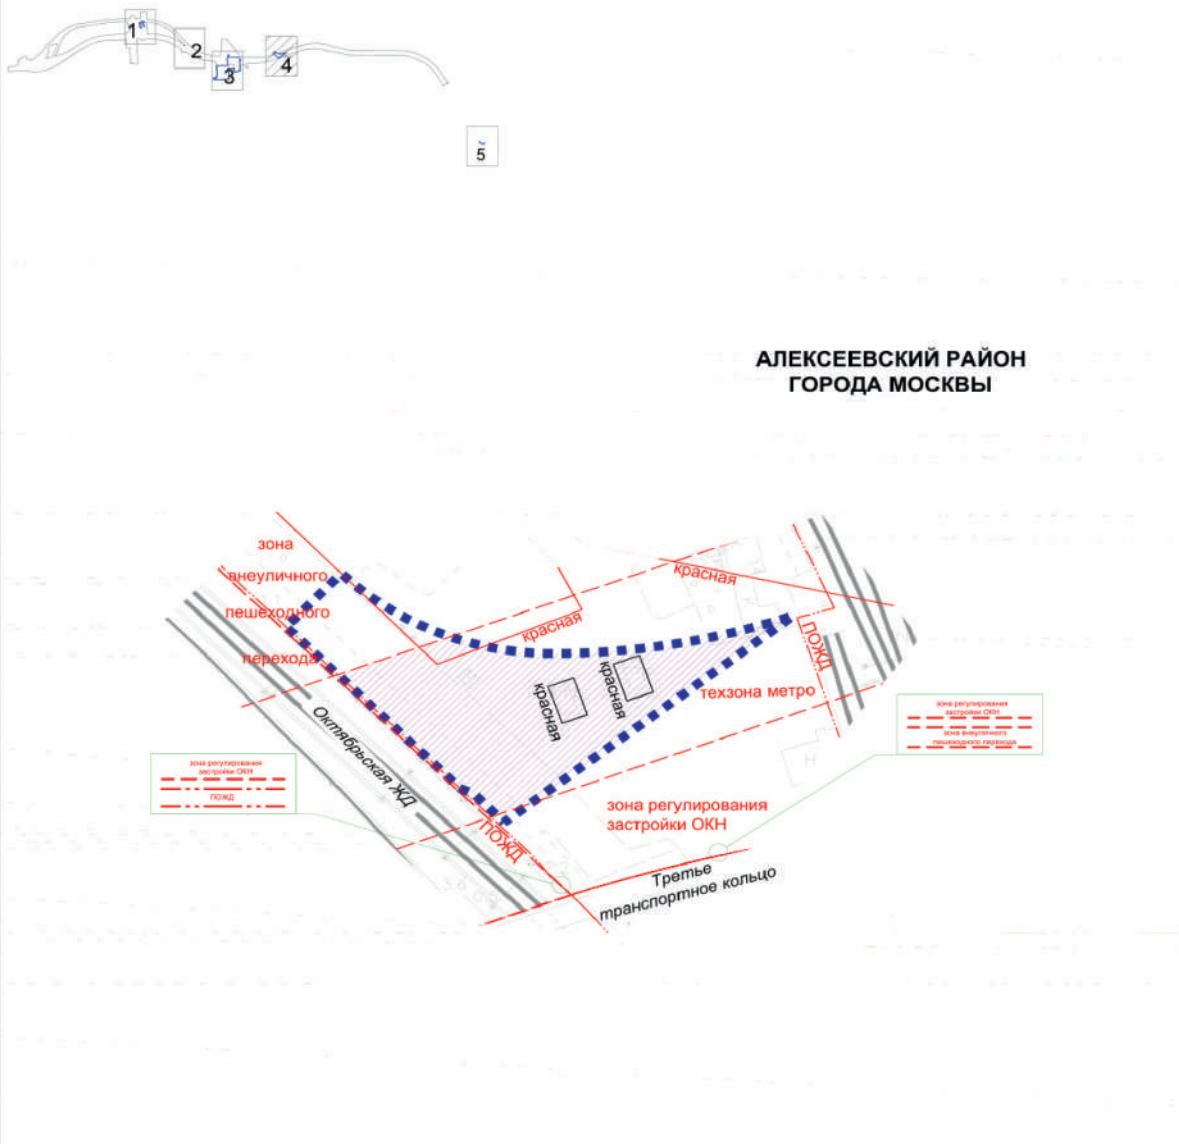 1
2
3
4
5
АЛЕКСЕЕВСКИЙ РАЙОН
ГОРОДА МОСКВЫ
зона
внеуличного
пешеходного
перехода
красная
красная
красная
красная
ПОЖД
техзона метро
Октябрьская ЖД
зона регулирования
застройки ОКН
зона внеуличного
пешеходного перехода
зона регулирования
застройки ОКН
ПОЖД
зона регулирования
застройки ОКН
ПОЖД
Третье
транспортное кольцо